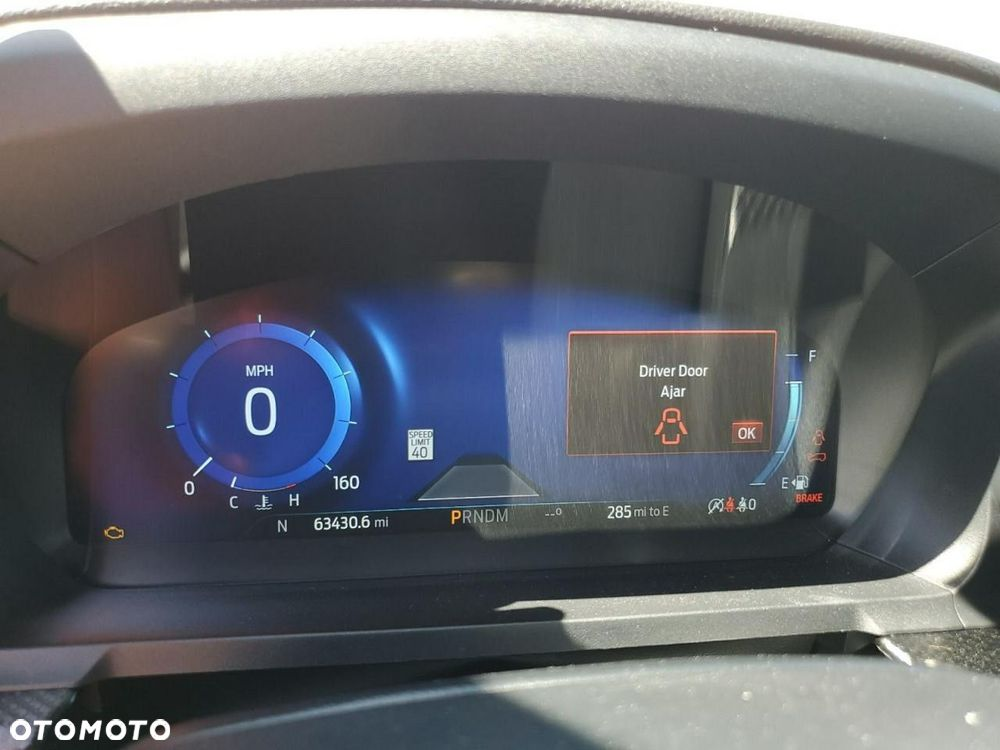 MPH
0
0
160
C
H
SPEED
LIMIT
40
Driver Door
Ajar
OK
F
E
BRAKE
N
63430.6 mi
PRNDM
--°
285 mi to E
OTOMOTO